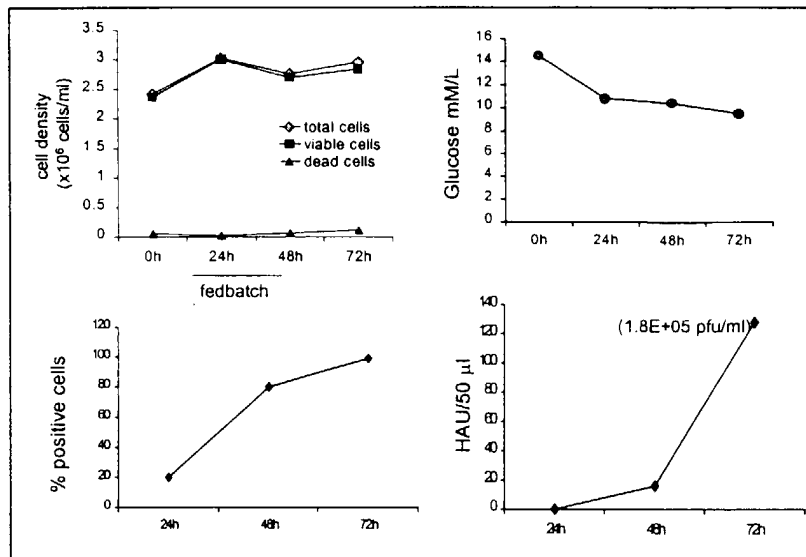 cell density
(x10⁶ cells/ml)
3.5
3
2.5
2
1.5
1
0.5
0
total cells
viable cells
dead cells
0h 24h 48h 72h
fedbatch
Glucose mM/L
16
14
12
10
8
6
4
2
0
0h 24h 48h 72h
% positive cells
120
100
80
60
40
20
0
24h 48h 72h
HAU/50 µl
140
120
100
80
60
40
20
0
(1.8E+05 pfu/ml)
24h 48h 72h